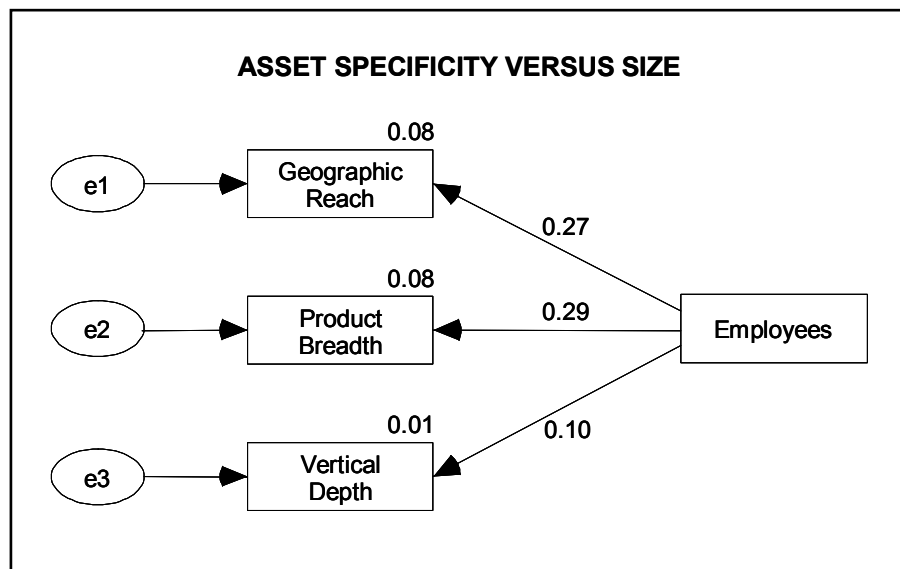 ASSET SPECIFICITY VERSUS SIZE
0.08
e1
Geographic
Reach
0.27
0.08
e2
Product
Breadth
0.29
Employees
0.01
e3
Vertical
Depth
0.10